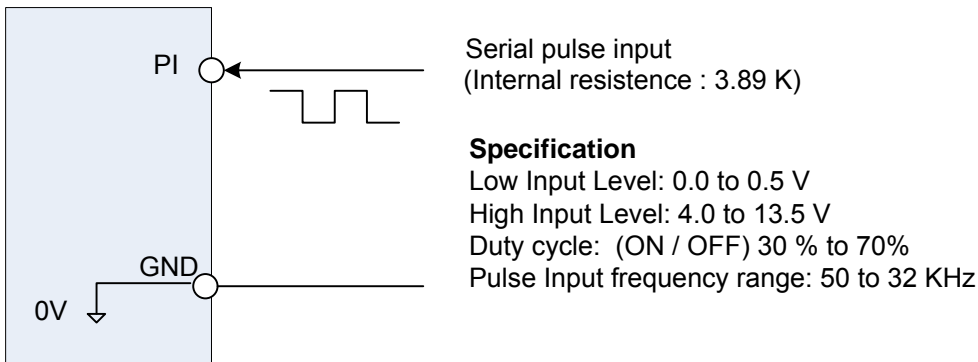 PI
Serial pulse input
(Internal resistence : 3.89 K)
Specification
Low Input Level: 0.0 to 0.5 V
High Input Level: 4.0 to 13.5 V
Duty cycle: (ON / OFF) 30 % to 70%
Pulse Input frequency range: 50 to 32 KHz
GND
0V